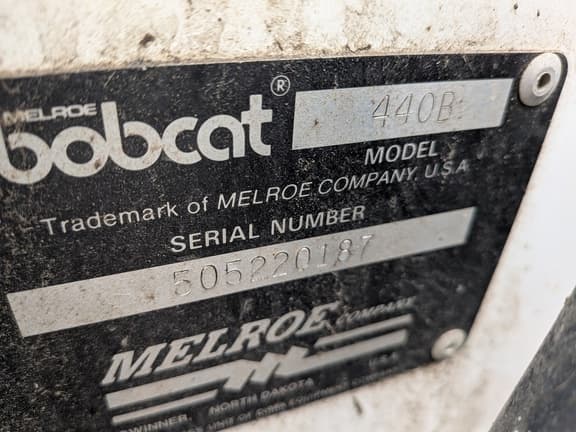 MELROE
bobcat®
440B
MODEL
Trademark of MELROE COMPANY, U.S.A
SERIAL NUMBER
505220187
MELROE COMPANY
GWINNER, NORTH DAKOTA U.S.A.